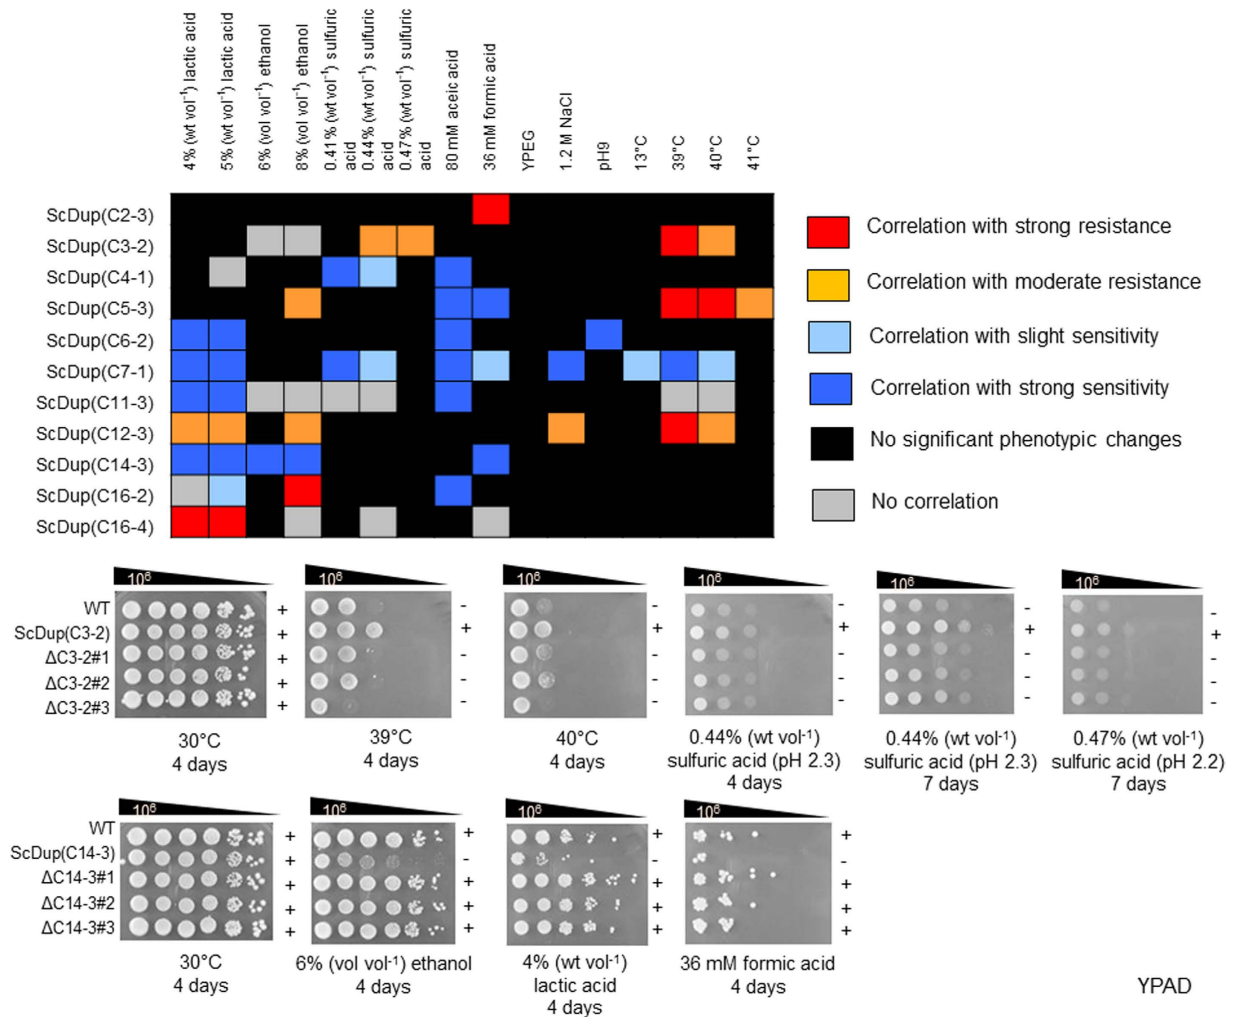 4% (wt vol⁻¹) lactic acid
5% (wt vol⁻¹) lactic acid
6% (vol vol⁻¹) ethanol
8% (vol vol⁻¹) ethanol
0.41% (wt vol⁻¹) sulfuric acid
0.44% (wt vol⁻¹) sulfuric acid
0.47% (wt vol⁻¹) sulfuric acid
80 mM aceic acid
36 mM formic acid
YPEG
1.2 M NaCl
pH9
13°C
39°C
40°C
41°C
ScDup(C2-3)
ScDup(C3-2)
ScDup(C4-1)
ScDup(C5-3)
ScDup(C6-2)
ScDup(C7-1)
ScDup(C11-3)
ScDup(C12-3)
ScDup(C14-3)
ScDup(C16-2)
ScDup(C16-4)
Correlation with strong resistance
Correlation with moderate resistance
Correlation with slight sensitivity
Correlation with strong sensitivity
No significant phenotypic changes
No correlation
10⁶ 10⁶ 10⁶ 10⁶ 10⁶ 10⁶
WT + - - - - -
ScDup(C3-2) + + + + + +
ΔC3-2#1 + - - - - -
ΔC3-2#2 + - - - - -
ΔC3-2#3 + - - - - -
30°C
4 days
39°C
4 days
40°C
4 days
0.44% (wt vol⁻¹)
sulfuric acid (pH 2.3)
4 days
0.44% (wt vol⁻¹)
sulfuric acid (pH 2.3)
7 days
0.47% (wt vol⁻¹)
sulfuric acid (pH 2.2)
7 days
10⁶ 10⁶ 10⁶ 10⁶
WT + + + +
ScDup(C14-3) + - - -
ΔC14-3#1 + + + +
ΔC14-3#2 + + + +
ΔC14-3#3 + + + +
30°C
4 days
6% (vol vol⁻¹) ethanol
4 days
4% (wt vol⁻¹)
lactic acid
4 days
36 mM formic acid
4 days
YPAD